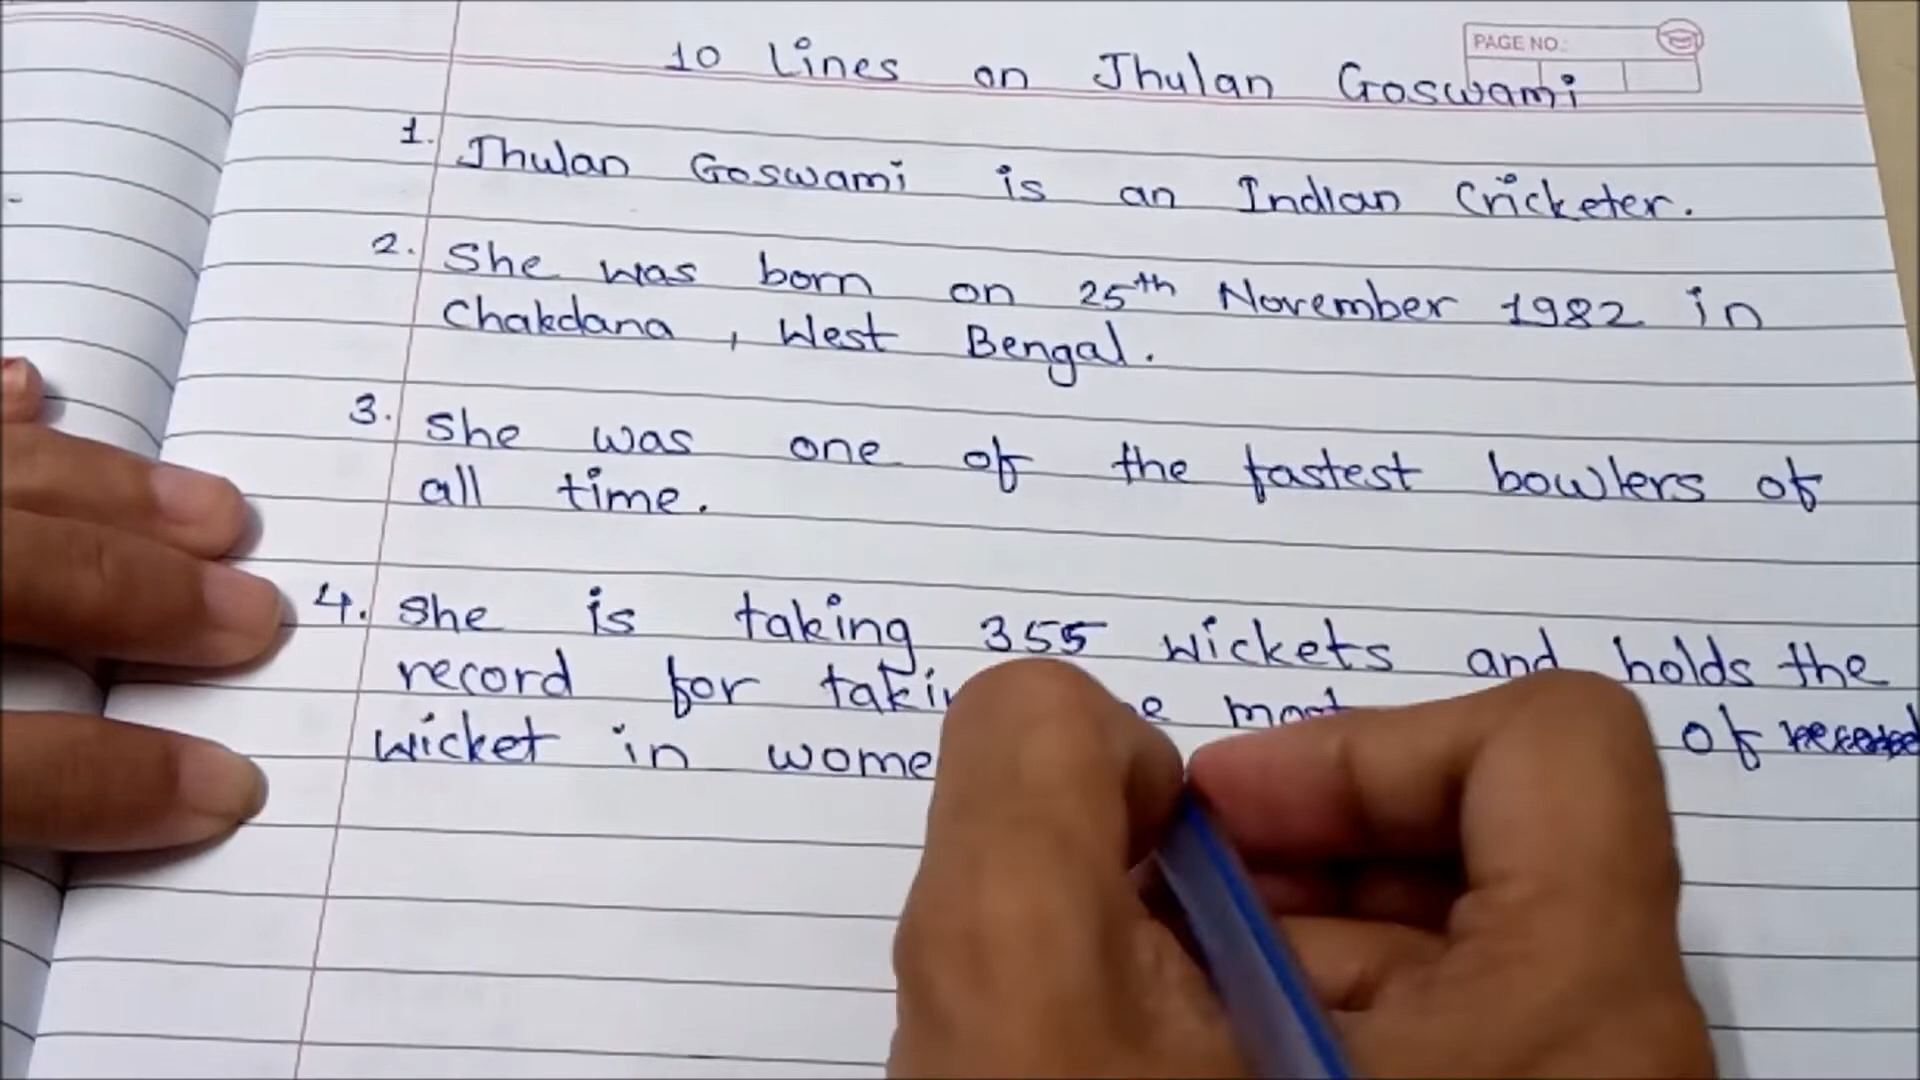 PAGE NO.:
10 Lines on Jhulan Goswami
1. Jhulan Goswami is an Indian Cricketer.
2. She was born on 25th November 1982 in
Chakdana, West Bengal.
3. She was one of the fastest bowlers of
all time.
4. She is taking 355 wickets and holds the
record for of
wicket in